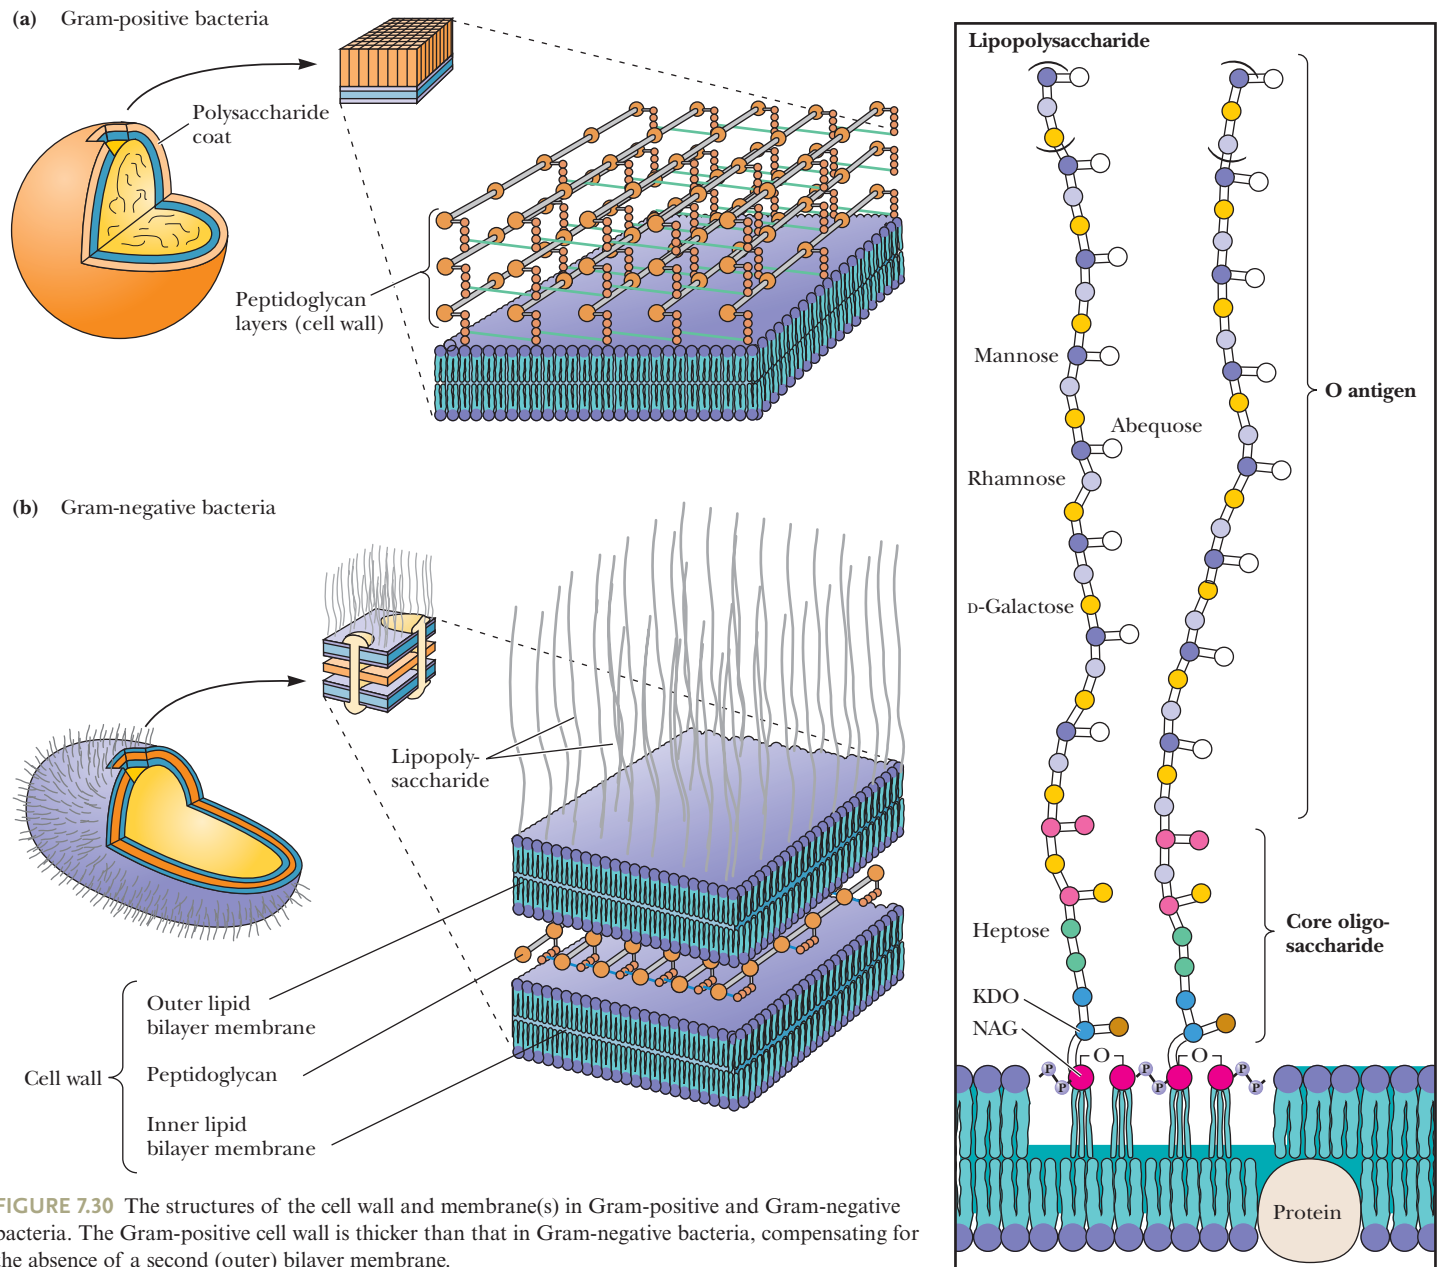 (a) Gram-positive bacteria
Polysaccharide
coat
Peptidoglycan
layers (cell wall)
(b) Gram-negative bacteria
Lipopoly-
saccharide
Cell wall
Outer lipid
bilayer membrane
Peptidoglycan
Inner lipid
bilayer membrane
Lipopolysaccharide
Mannose
Abequose
Rhamnose
D-Galactose
O antigen
Heptose
Core oligo-
saccharide
KDO
NAG
O
O
P
P
P
P
P
P
Protein
FIGURE 7.30 The structures of the cell wall and membrane(s) in Gram-positive and Gram-negative
bacteria. The Gram-positive cell wall is thicker than that in Gram-negative bacteria, compensating for
the absence of a second (outer) bilayer membrane.